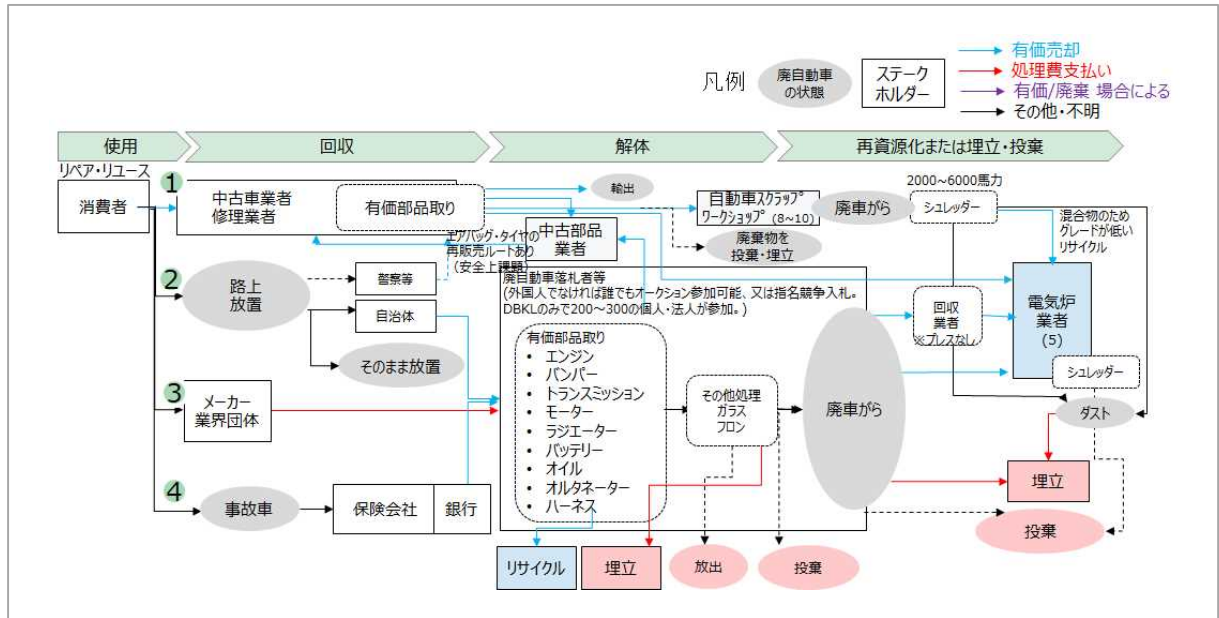 凡例
廃自動車
の状態
ステーク
ホルダー
有価売却
処理費支払い
有価/廃棄 場合による
その他・不明
使用
回収
解体
再資源化または埋立・投棄
リペア・リユース
消費者
1
中古車業者
修理業者
有価部品取り
輸出
中古部品
業者
自動車スクラップ
ワークショップ (8~10)
廃棄物を
投棄・埋立
廃車がら
2000~6000馬力
シュレッダー
混合物のため
グレードが低い
リサイクル
エアバッグ・タイヤの
再販売ルートあり
(安全上課題)
2
路上
放置
警察等
自治体
そのまま放置
廃自動車落札者等
(外国人でなければ誰でもオークション参加可能、又は指名競争入札。
DBKLのみで200~300の個人・法人が参加。)
有価部品取り
• エンジン
• バンパー
• トランスミッション
• モーター
• ラジエーター
• バッテリー
• オイル
• オルタネーター
• ハーネス
その他処理
ガラス
フロン
廃車がら
回収
業者
※プレスなし
電気炉
業者
(5)
シュレッダー
ダスト
埋立
投棄
3
メーカー
業界団体
4
事故車
保険会社
銀行
リサイクル
埋立
放出
投棄